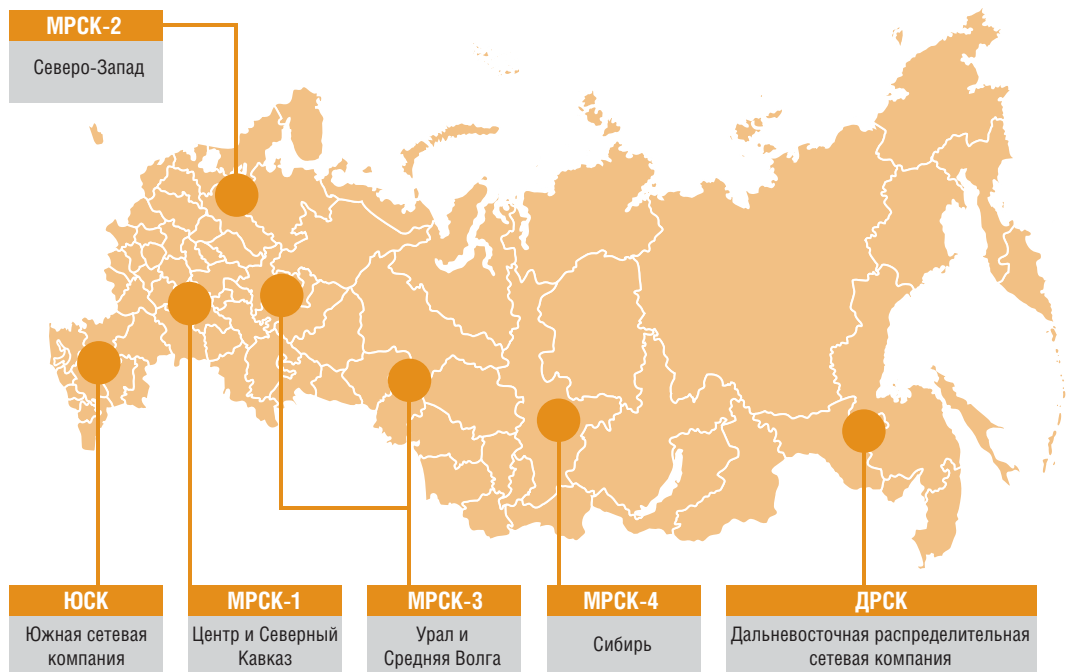 МРСК-2
Северо-Запад
ЮСК
Южная сетевая
компания
МРСК-1
Центр и Северный
Кавказ
МРСК-3
Урал и
Средняя Волга
МРСК-4
Сибирь
ДРСК
Дальневосточная распределительная
сетевая компания